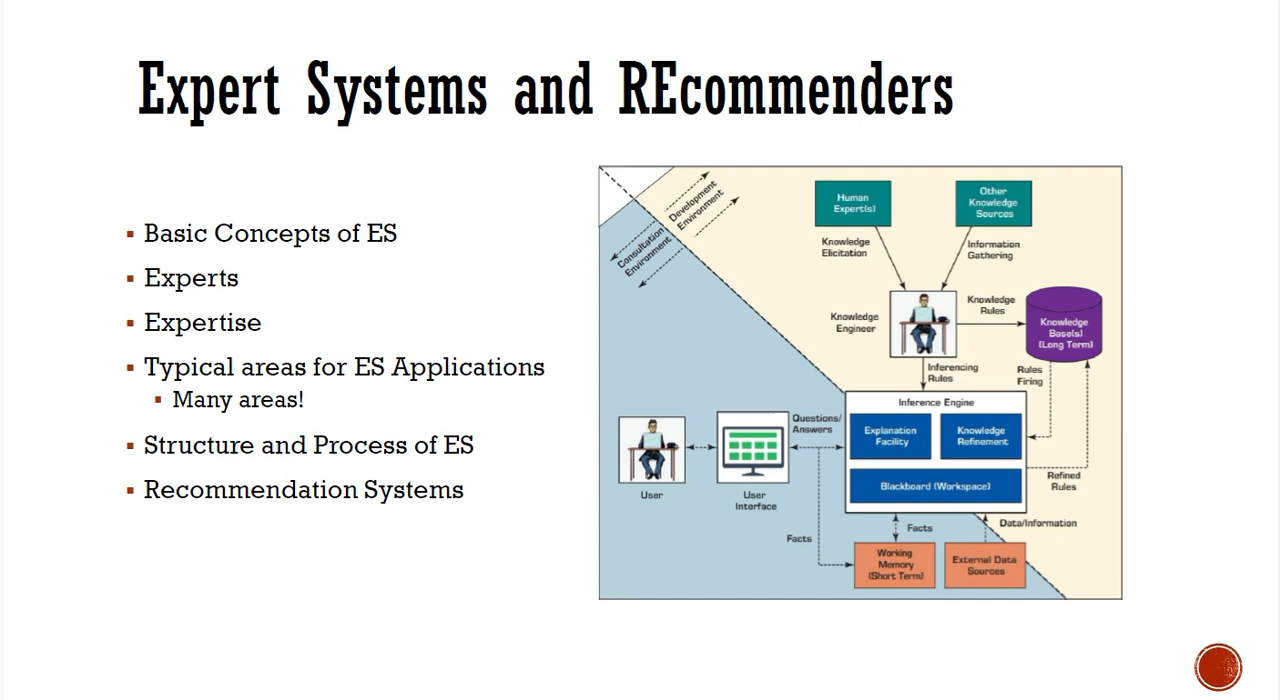 Expert Systems and REcommenders
▪ Basic Concepts of ES
▪ Experts
▪ Expertise
▪ Typical areas for ES Applications
▪ Many areas!
▪ Structure and Process of ES
▪ Recommendation Systems
Development
Environment
Consultation
Environment
Human
Expert(s)
Other
Knowledge
Sources
Knowledge
Elicitation
Information
Gathering
Knowledge
Engineer
Knowledge
Rules
Knowledge
Base(s)
(Long Term)
Inferencing
Rules
Rules
Firing
Inference Engine
Explanation
Facility
Knowledge
Refinement
Blackboard (Workspace)
Questions/
Answers
User
User
Interface
Refined
Rules
Facts
Facts
Data/Information
Working
Memory
(Short Term)
External Data
Sources